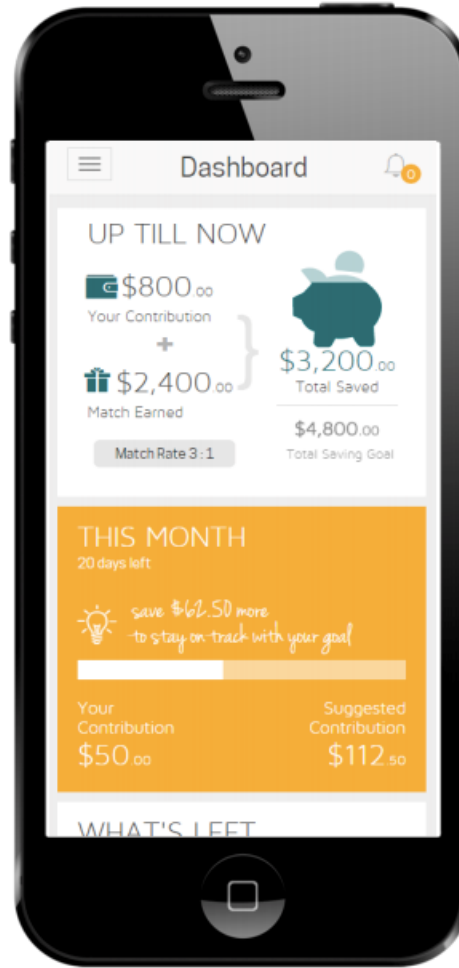 Dashboard
0
UP TILL NOW
$800.00
Your Contribution
+
$2,400.00
Match Earned
Match Rate 3 : 1
$3,200.00
Total Saved
$4,800.00
Total Saving Goal
THIS MONTH
20 days left
save $62.50 more
to stay on track with your goal
Your
Contribution
$50.00
Suggested
Contribution
$112.50
WHAT'S LEFT